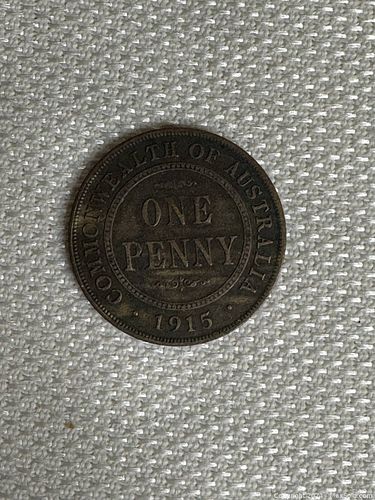 COMMONWEALTH OF AUSTRALIA
ONE
PENNY
· 1915 ·